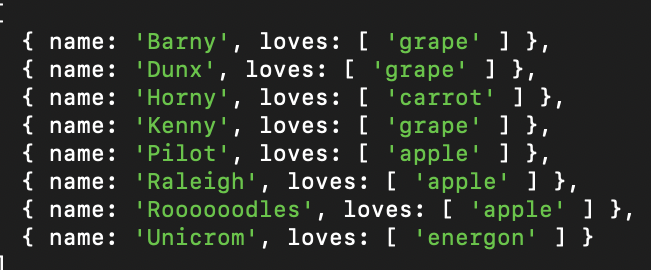 [
{ name: 'Barny', loves: [ 'grape' ] },
{ name: 'Dunx', loves: [ 'grape' ] },
{ name: 'Horny', loves: [ 'carrot' ] },
{ name: 'Kenny', loves: [ 'grape' ] },
{ name: 'Pilot', loves: [ 'apple' ] },
{ name: 'Raleigh', loves: [ 'apple' ] },
{ name: 'Roooooodles', loves: [ 'apple' ] },
{ name: 'Unicrom', loves: [ 'energon' ] }
]